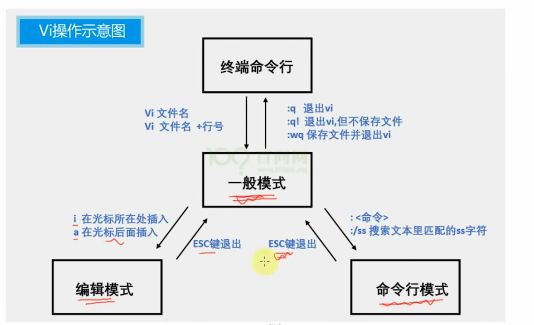 Vi操作示意图
终端命令行
Vi 文件名
Vi 文件名 +行号
:q 退出vi
:q! 退出vi,但不保存文件
:wq 保存文件并退出vi
一般模式
i 在光标所在处插入
a 在光标后面插入
ESC键退出
ESC键退出
: <命令>
:/ss 搜索文本里匹配的ss字符
编辑模式
命令行模式